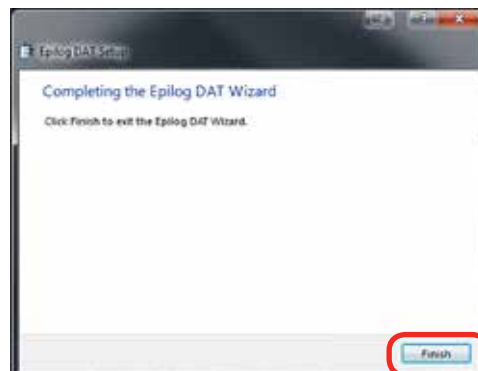 Epilog DAT Setup
Completing the Epilog DAT Wizard
Click Finish to exit the Epilog DAT Wizard.
Finish